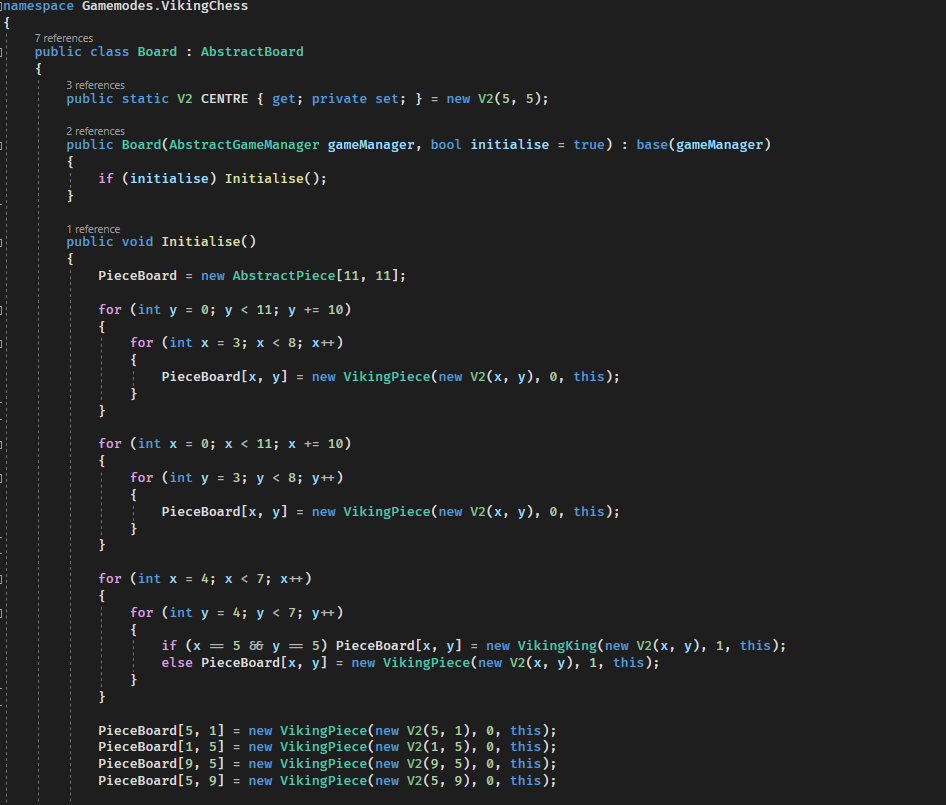 namespace Gamemodes.VikingChess
{
7 references
public class Board : AbstractBoard
{
3 references
public static V2 CENTRE { get; private set; } = new V2(5, 5);
2 references
public Board(AbstractGameManager gameManager, bool initialise = true) : base(gameManager)
{
if (initialise) Initialise();
}
1 reference
public void Initialise()
{
PieceBoard = new AbstractPiece[11, 11];
for (int y = 0; y < 11; y += 10)
{
for (int x = 3; x < 8; x++)
{
PieceBoard[x, y] = new VikingPiece(new V2(x, y), 0, this);
}
}
for (int x = 0; x < 11; x += 10)
{
for (int y = 3; y < 8; y++)
{
PieceBoard[x, y] = new VikingPiece(new V2(x, y), 0, this);
}
}
for (int x = 4; x < 7; x++)
{
for (int y = 4; y < 7; y++)
{
if (x == 5 && y == 5) PieceBoard[x, y] = new VikingKing(new V2(x, y), 1, this);
else PieceBoard[x, y] = new VikingPiece(new V2(x, y), 1, this);
}
}
PieceBoard[5, 1] = new VikingPiece(new V2(5, 1), 0, this);
PieceBoard[1, 5] = new VikingPiece(new V2(1, 5), 0, this);
PieceBoard[9, 5] = new VikingPiece(new V2(9, 5), 0, this);
PieceBoard[5, 9] = new VikingPiece(new V2(5, 9), 0, this);